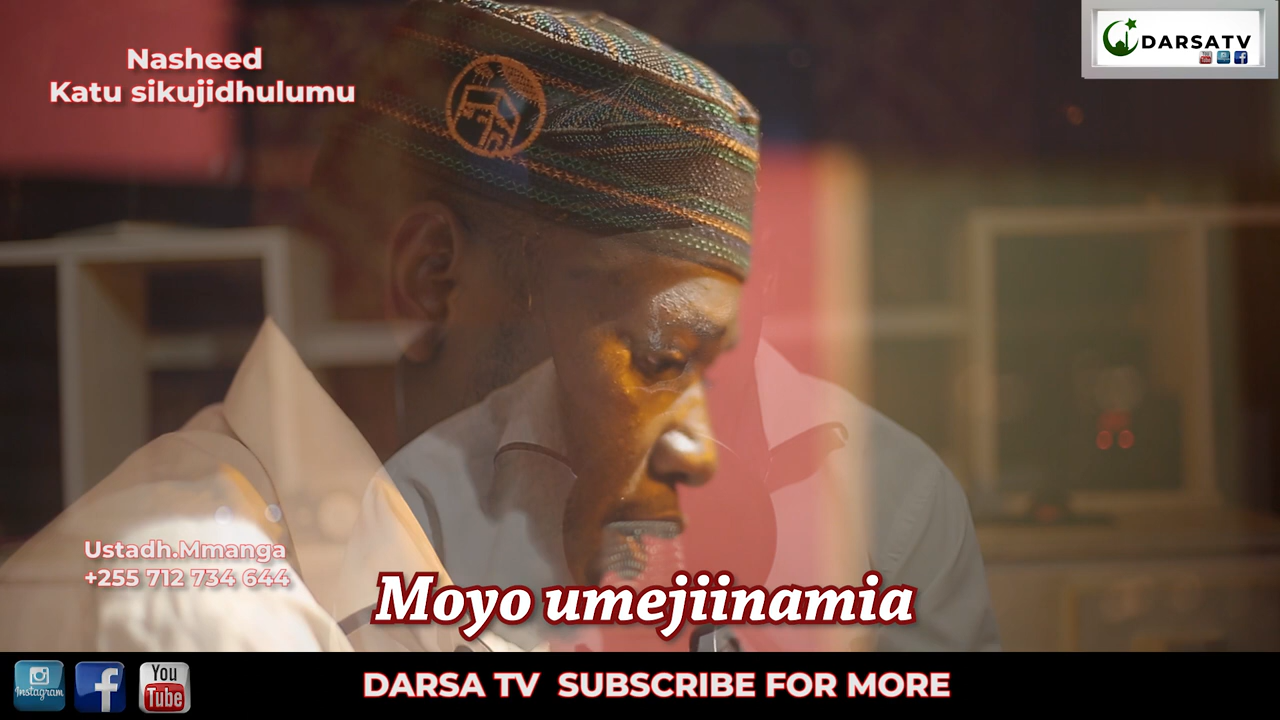 Nasheed
Katu sikujidhulumu
DARSATV
Ustadh.Mmanga
+255 712 734 644
Moyo umejiinamia
Instagram
You
Tube
DARSA TV SUBSCRIBE FOR MORE